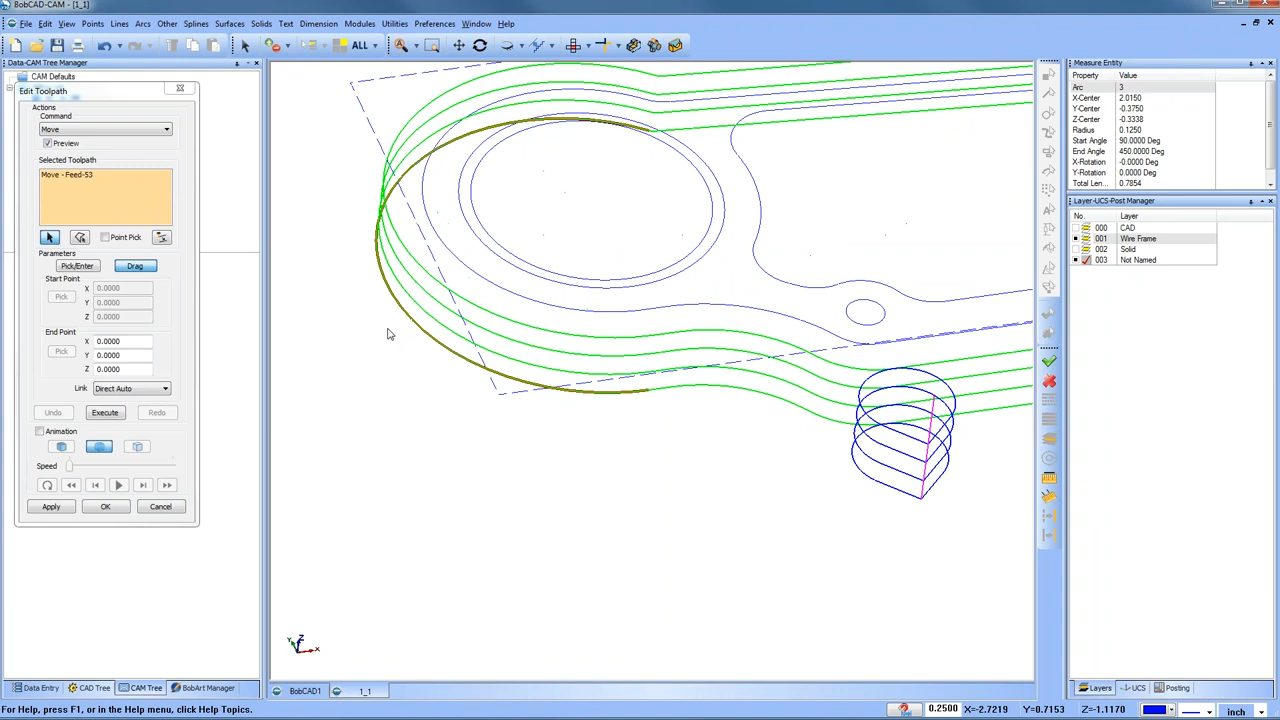 BobCAD-CAM - [1_1]
File Edit View Points Lines Arcs Other Splines Surfaces Solids Text Dimension Modules Utilities Preferences Window Help
ALL
Data-CAM Tree Manager
CAM Defaults
Edit Toolpath
Actions
Command
Move
Preview
Selected Toolpath
Move - Feed-53
Point Pick
Parameters
Pick/Enter Drag
Start Point
Pick
X 0.0000
Y 0.0000
Z 0.0000
End Point
Pick
X 0.0000
Y 0.0000
Z 0.0000
Link Direct Auto
Undo Execute Redo
Animation
Speed
Apply OK Cancel
Data Entry CAD Tree CAM Tree BobArt Manager
Y Z X
BobCAD1 1_1
Measure Entity
Property Value
Arc 3
X-Center 2.0150
Y-Center -0.3750
Z-Center -0.3338
Radius 0.1250
Start Angle 90.0000 Deg
End Angle 450.0000 Deg
X-Rotation -0.0000 Deg
Y-Rotation 0.0000 Deg
Total Len... 0.7854
Layer-UCS-Post Manager
No. Layer
000 CAD
001 Wire Frame
002 Solid
003 Not Named
Layers UCS Posting
For Help, press F1, or in the Help menu, click Help Topics.
0.2500 X=-2.7219 Y=0.7153 Z=-1.1170 inch